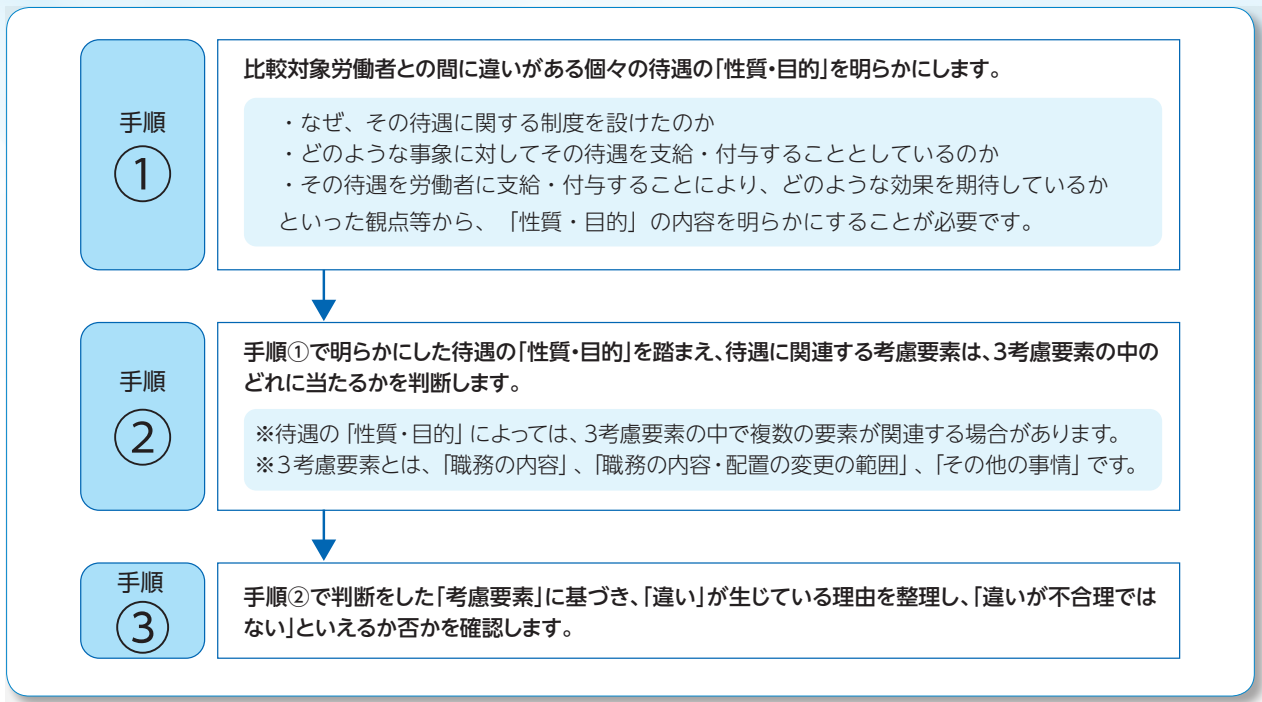 手順
①
比較対象労働者との間に違いがある個々の待遇の「性質・目的」を明らかにします。
・なぜ、その待遇に関する制度を設けたのか
・どのような事象に対してその待遇を支給・付与することとしているのか
・その待遇を労働者に支給・付与することにより、どのような効果を期待しているか
といった観点等から、「性質・目的」の内容を明らかにすることが必要です。
手順
②
手順①で明らかにした待遇の「性質・目的」を踏まえ、待遇に関連する考慮要素は、3考慮要素の中の
どれに当たるかを判断します。
※待遇の「性質・目的」によっては、3考慮要素の中で複数の要素が関連する場合があります。
※3考慮要素とは、「職務の内容」、「職務の内容・配置の変更の範囲」、「その他の事情」です。
手順
③
手順②で判断をした「考慮要素」に基づき、「違い」が生じている理由を整理し、「違いが不合理では
ない」といえるか否かを確認します。